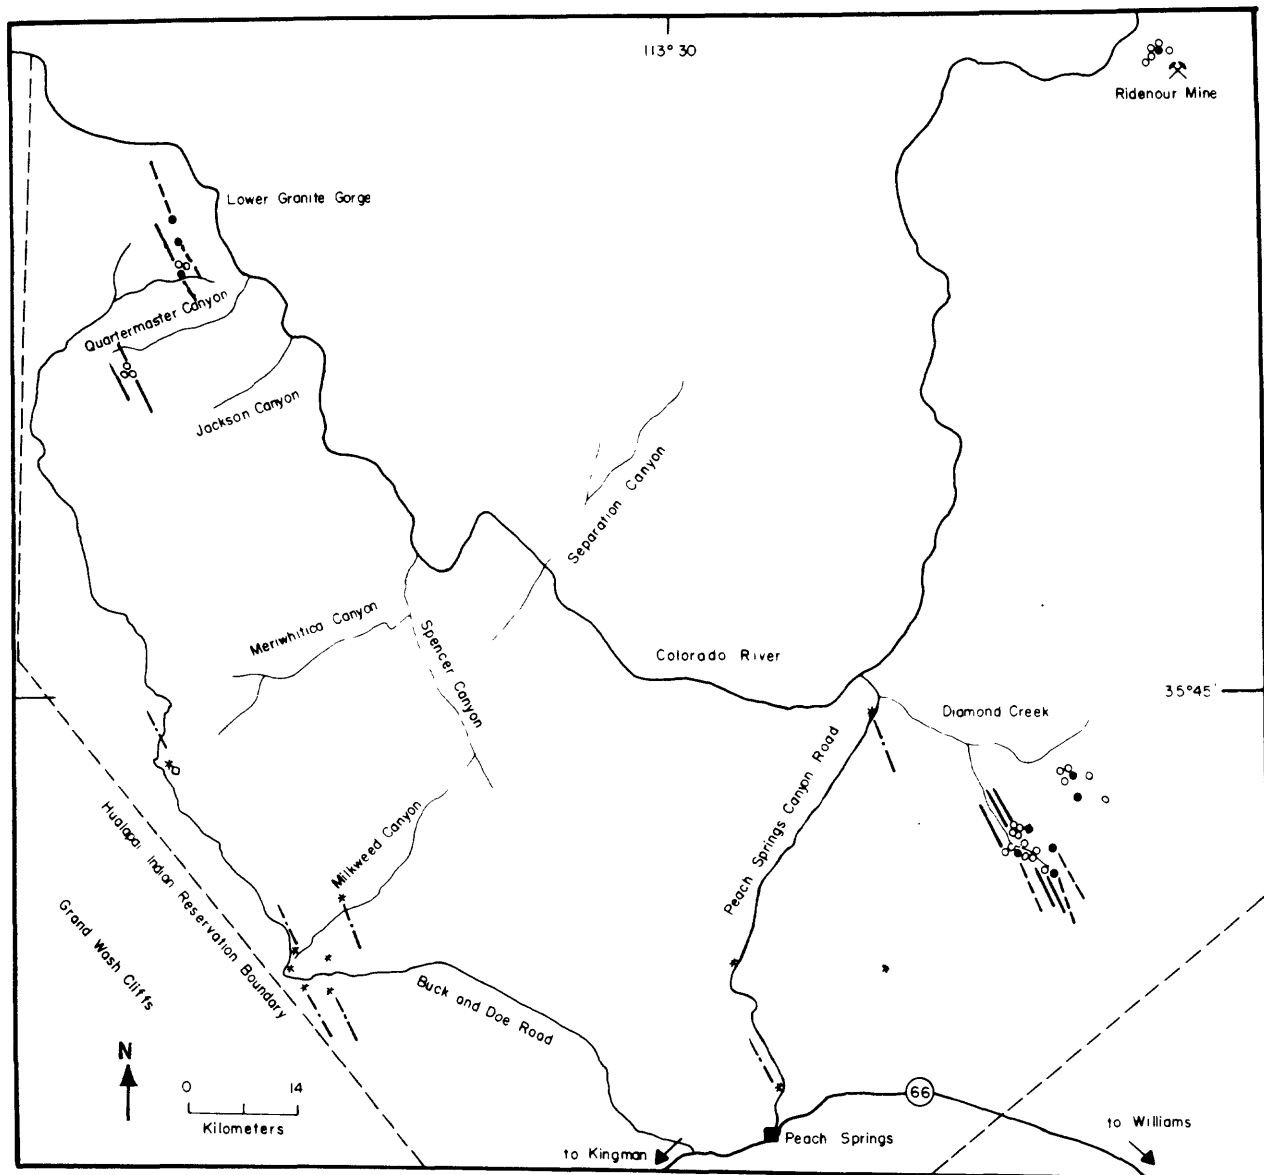 113° 30
Ridenour Mine
Lower Granite Gorge
Quartermaster Canyon
Jackson Canyon
Separation Canyon
Meriwhitica Canyon
Spencer Canyon
Colorado River
35°45'
Diamond Creek
Peach Springs Canyon Road
Milkweed Canyon
Hualapai Indian Reservation Boundary
Grand Wash Cliffs
Buck and Doe Road
N
0 14
Kilometers
66
to Williams
Peach Springs
to Kingman